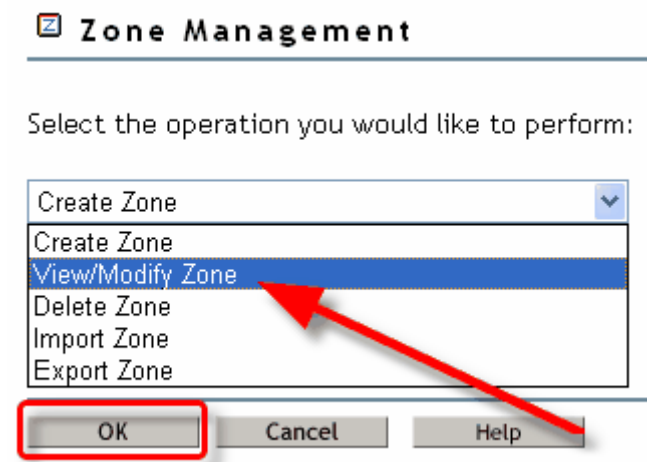 Zone Management
Select the operation you would like to perform:
Create Zone
Create Zone
View/Modify Zone
Delete Zone
Import Zone
Export Zone
OK Cancel Help